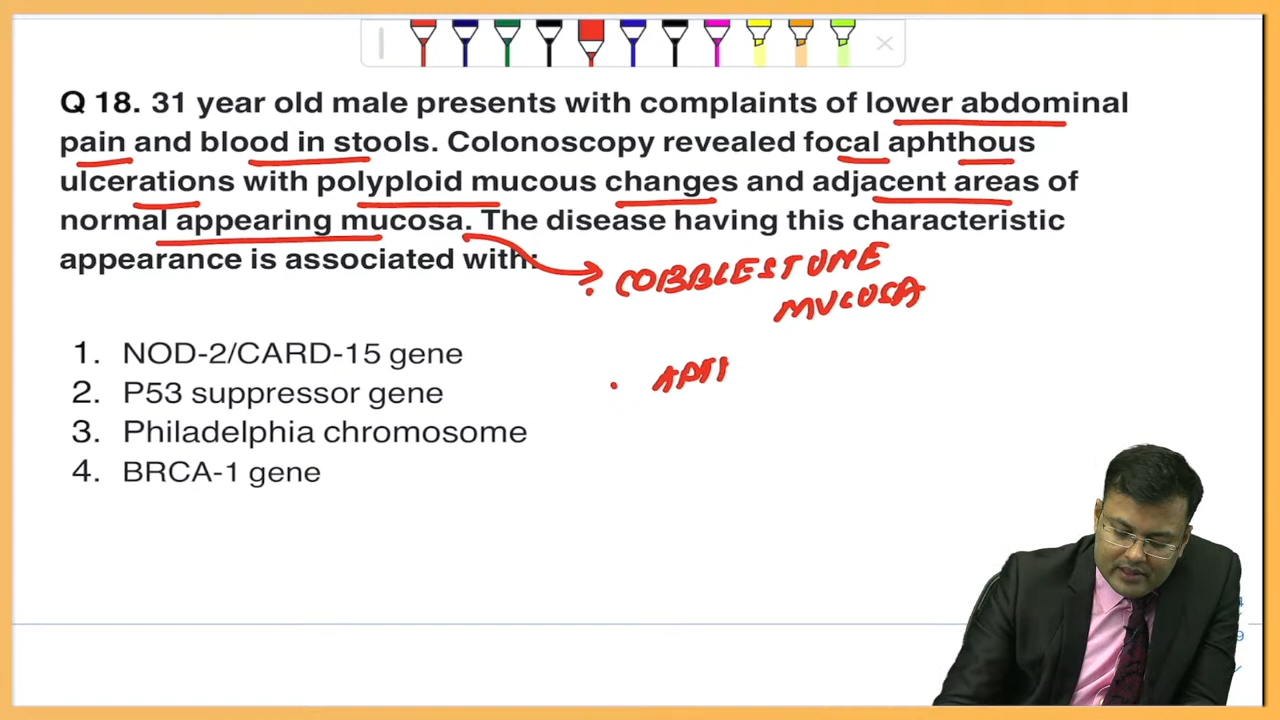 Q 18. 31 year old male presents with complaints of lower abdominal
pain and blood in stools. Colonoscopy revealed focal aphthous
ulcerations with polyploid mucous changes and adjacent areas of
normal appearing mucosa. The disease having this characteristic
appearance is associated with:
COBBLESTONE
MUCOSA
1. NOD-2/CARD-15 gene
APH
2. P53 suppressor gene
3. Philadelphia chromosome
4. BRCA-1 gene
9